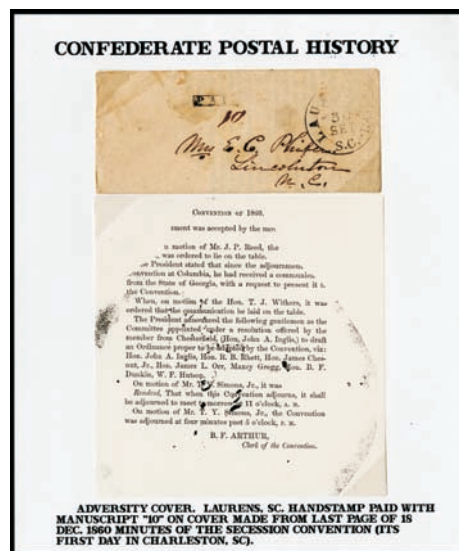 CONFEDERATE POSTAL HISTORY
PAI
10
Mrs E. C. Phifer
Lincolnton
N. C.
LAU
SE
S.C.
CONVENTION OF 1860.
ment was accepted by the
n motion of Mr. J. P. Reed, the
was ordered to lie on the table.
President stated that since the adjournmen
onvention at Columbia, he had received a communica
from the State of Georgia, with a request to present it t
the Convention.
When, on motion of the Hon. T. J. Withers, it was
ordered that the communication be laid on the table.
The President announced the following gentlemen as the
Committee appointed under a resolution offered by the
member from Chesterfield, (Hon. John A. Inglis,) to draft
an Ordinance proper to be adopted by the Convention, viz:
Hon. John A. Inglis, Hon. R. B. Rhett, Hon. James Ches-
nut, Jr., Hon. James L. Orr, Maxcy Gregg, Hon. B. F.
Dunkin, W. F. Hutson.
On motion of Mr. T. Y. Simons, Jr., it was
Resolved, That when this Convention adjourns, it shall
be adjourned to meet to-morrow at 11 o'clock, A. M.
On motion of Mr. T. Y. Simons, Jr., the Convention
was adjourned at four minutes past 5 o'clock, P. M.
B. F. ARTHUR,
Clerk of the Convention.
ADVERSITY COVER. LAURENS, SC. HANDSTAMP PAID WITH
MANUSCRIPT "10" ON COVER MADE FROM LAST PAGE OF 18
DEC. 1860 MINUTES OF THE SECESSION CONVENTION (ITS
FIRST DAY IN CHARLESTON, SC).